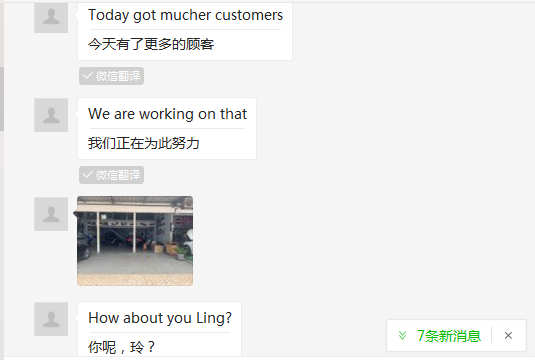 Today got mucher customers
今天有了更多的顾客
微信翻译
We are working on that
我们正在为此努力
微信翻译
How about you Ling?
你呢，玲？
7条新消息